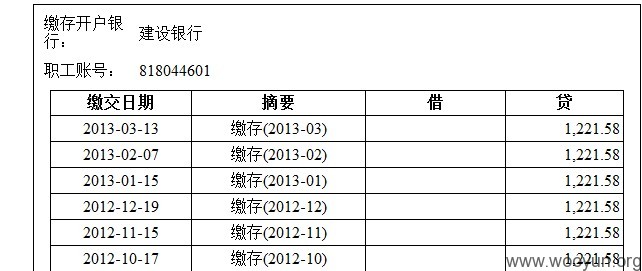 缴存开户银
行： 建设银行
职工账号： 818044601
缴交日期 摘要 借 贷
2013-03-13 缴存(2013-03) 1,221.58
2013-02-07 缴存(2013-02) 1,221.58
2013-01-15 缴存(2013-01) 1,221.58
2012-12-19 缴存(2012-12) 1,221.58
2012-11-15 缴存(2012-11) 1,221.58
2012-10-17 缴存(2012-10) 1,221.58
www.wooyun.org